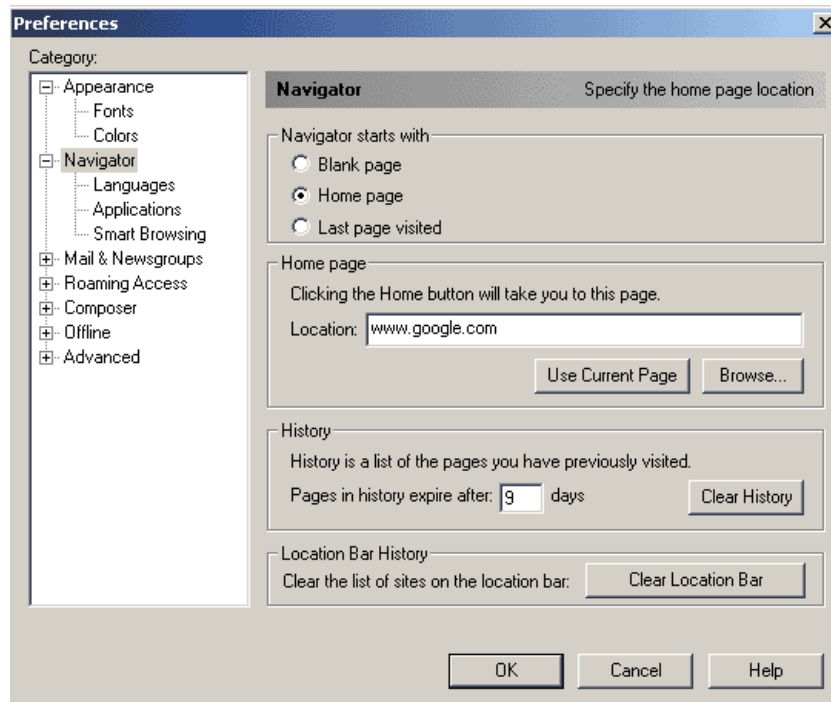 Preferences
Category:
Appearance
Fonts
Colors
Navigator
Languages
Applications
Smart Browsing
Mail & Newsgroups
Roaming Access
Composer
Offline
Advanced
Navigator Specify the home page location
Navigator starts with
Blank page
Home page
Last page visited
Home page
Clicking the Home button will take you to this page.
Location: www.google.com
Use Current Page Browse...
History
History is a list of the pages you have previously visited.
Pages in history expire after: 9 days Clear History
Location Bar History
Clear the list of sites on the location bar: Clear Location Bar
OK Cancel Help